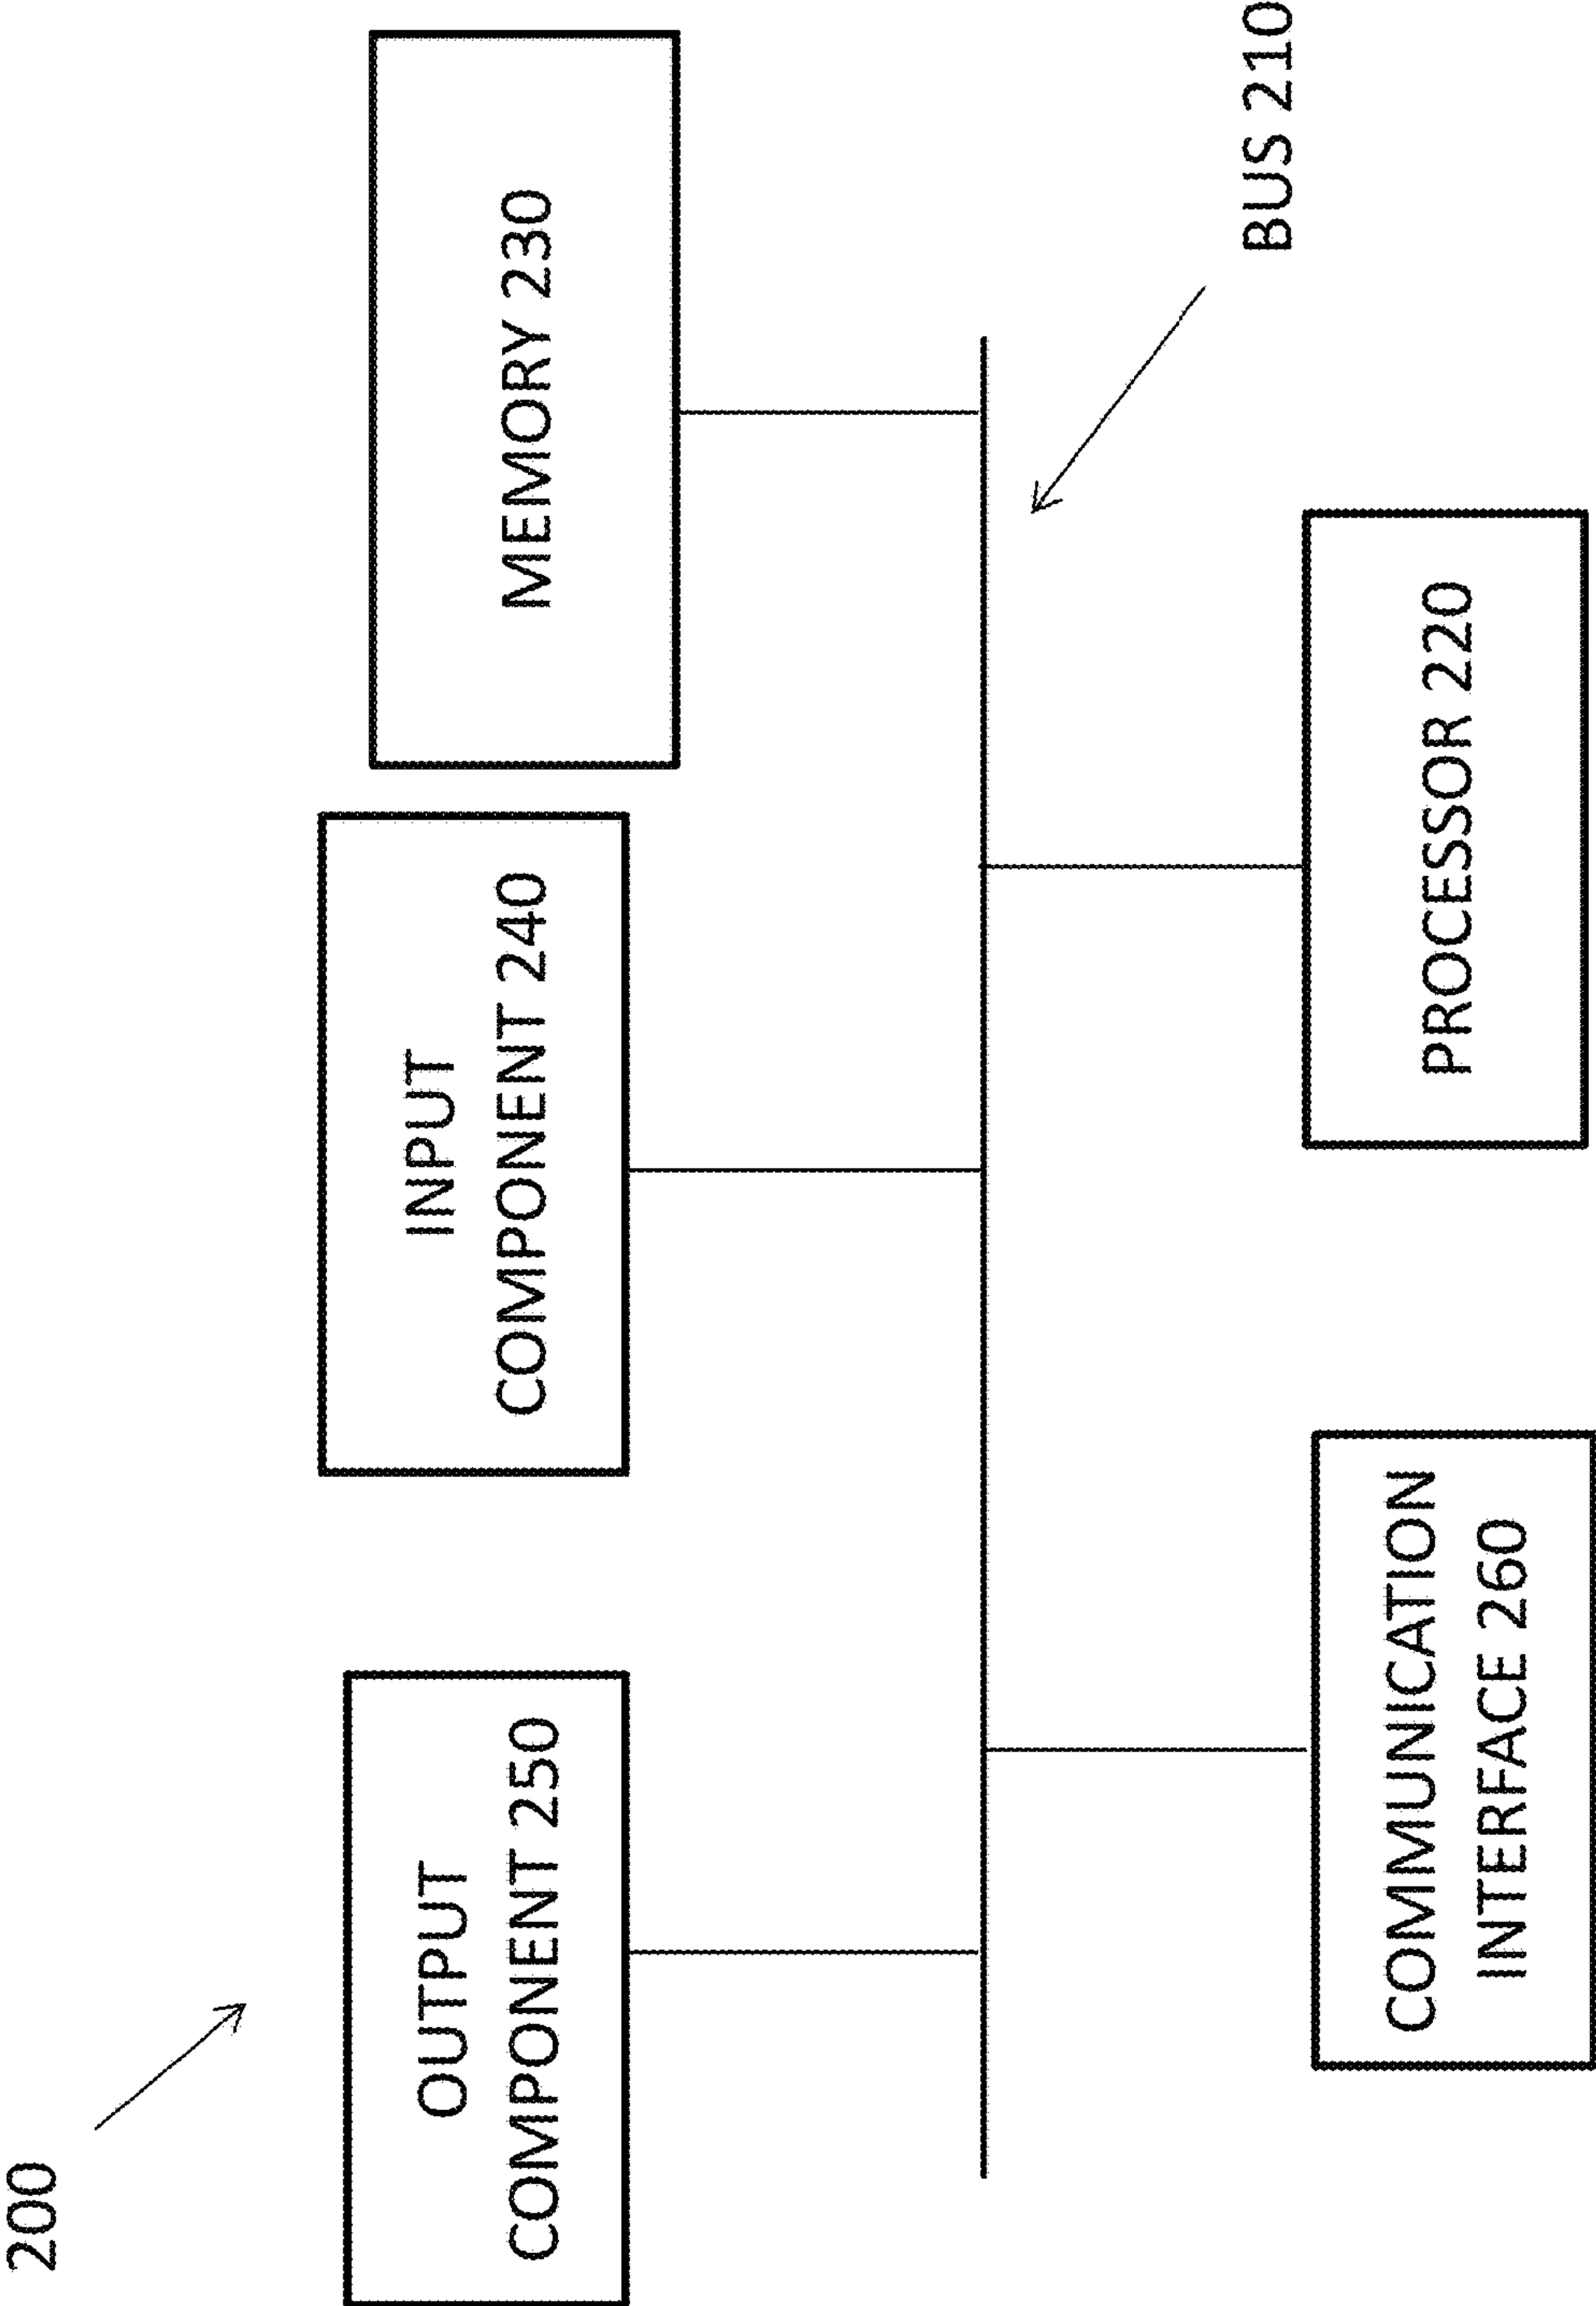 200
OUTPUT
COMPONENT 250
INPUT
COMPONENT 240
MEMORY 230
COMMUNICATION
INTERFACE 260
PROCESSOR 220
BUS 210